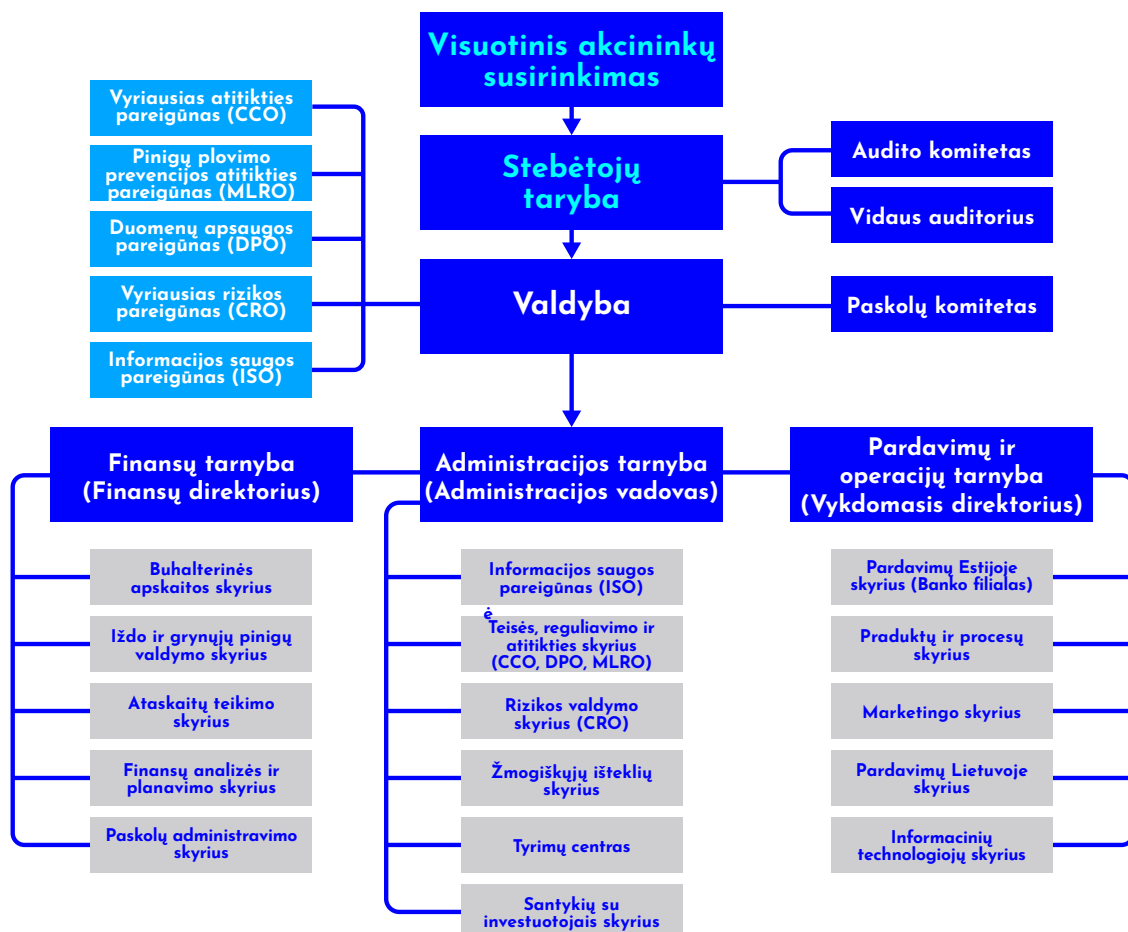 Visuotinis akcininkų
susirinkimas
Vyriausias atitikties
pareigūnas (CCO)
Pinigų plovimo
prevencijos atitikties
pareigūnas (MLRO)
Duomenų apsaugos
pareigūnas (DPO)
Vyriausias rizikos
pareigūnas (CRO)
Informacijos saugos
pareigūnas (ISO)
Stebėtojų
taryba
Audito komitetas
Vidaus auditorius
Valdyba
Paskolų komitetas
Finansų tarnyba
(Finansų direktorius)
Administracijos tarnyba
(Administracijos vadovas)
Pardavimų ir
operacijų tarnyba
(Vykdomasis direktorius)
Buhalterinės
apskaitos skyrius
Iždo ir grynųjų pinigų
valdymo skyrius
Ataskaitų teikimo
skyrius
Finansų analizės ir
planavimo skyrius
Paskolų administravimo
skyrius
Informacijos saugos
pareigūnas (ISO)
ė
Teisės, reguliavimo ir
atitikties skyrius
(CCO, DPO, MLRO)
Rizikos valdymo
skyrius (CRO)
Žmogiškųjų išteklių
skyrius
Tyrimų centras
Santykių su
investuotojais skyrius
Pardavimų Estijoje
skyrius (Banko filialas)
Praduktų ir procesų
skyrius
Marketingo skyrius
Pardavimų Lietuvoje
skyrius
Informacinių
technologiojų skyrius